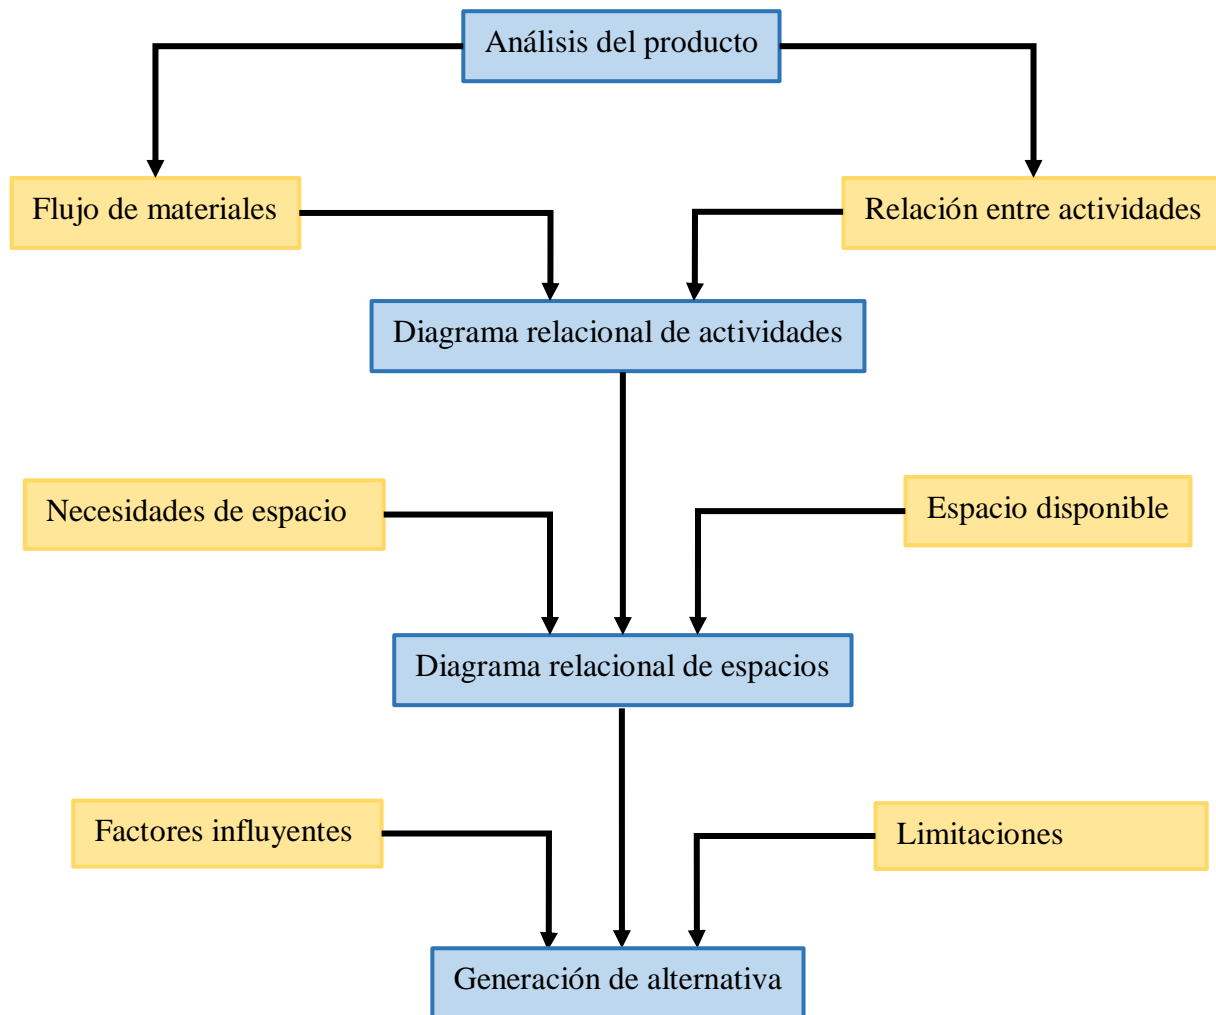 Análisis del producto
Flujo de materiales
Relación entre actividades
Diagrama relacional de actividades
Necesidades de espacio
Espacio disponible
Diagrama relacional de espacios
Factores influyentes
Limitaciones
Generación de alternativa